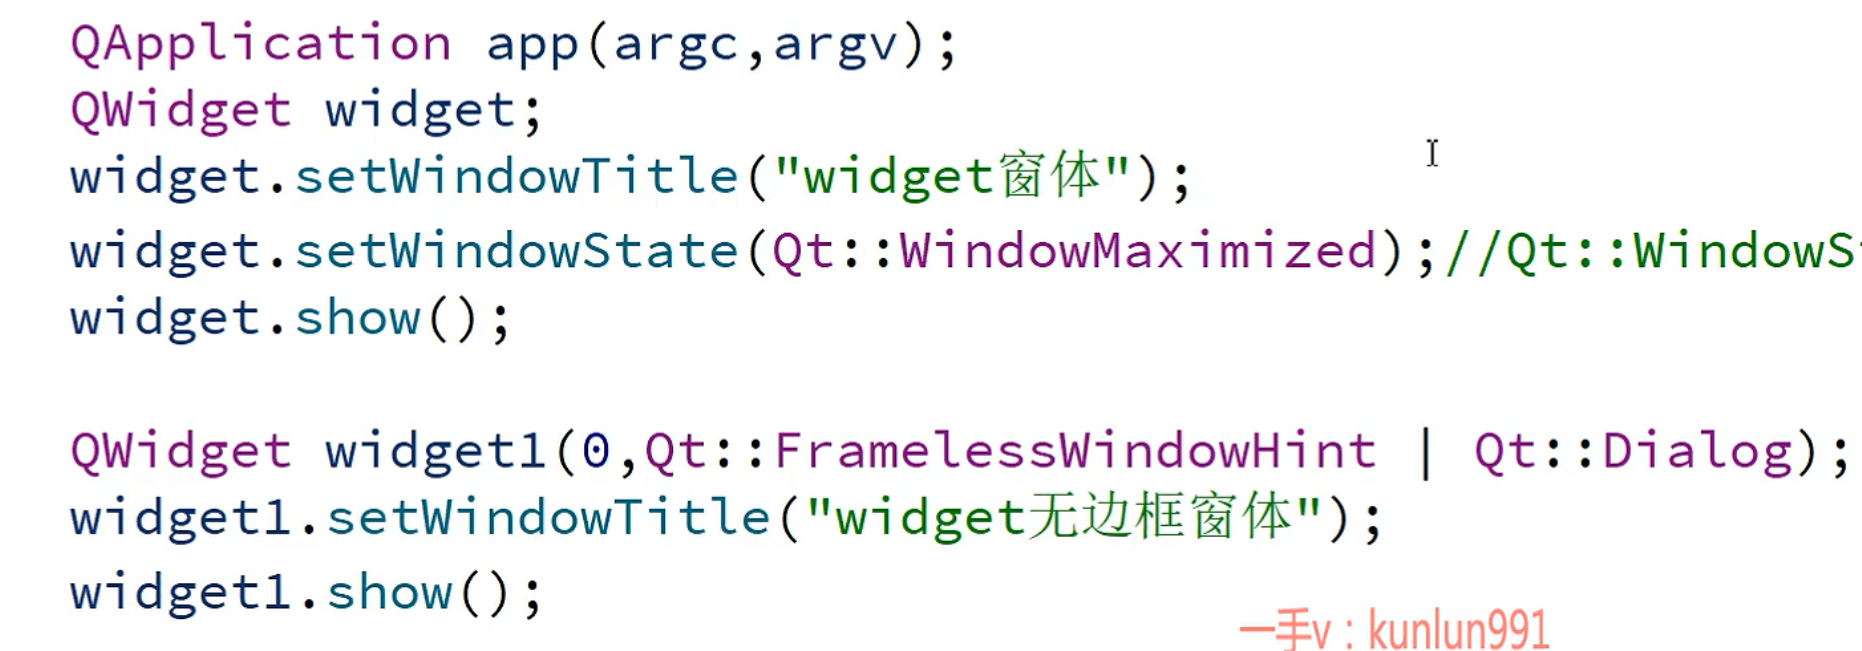 QApplication app(argc,argv);
QWidget widget;
widget.setWindowTitle("widget窗体");
widget.setWindowState(Qt::WindowMaximized);//Qt::WindowS
widget.show();
QWidget widget1(0,Qt::FramelessWindowHint | Qt::Dialog);
widget1.setWindowTitle("widget无边框窗体");
widget1.show();
一手v：kunlun991